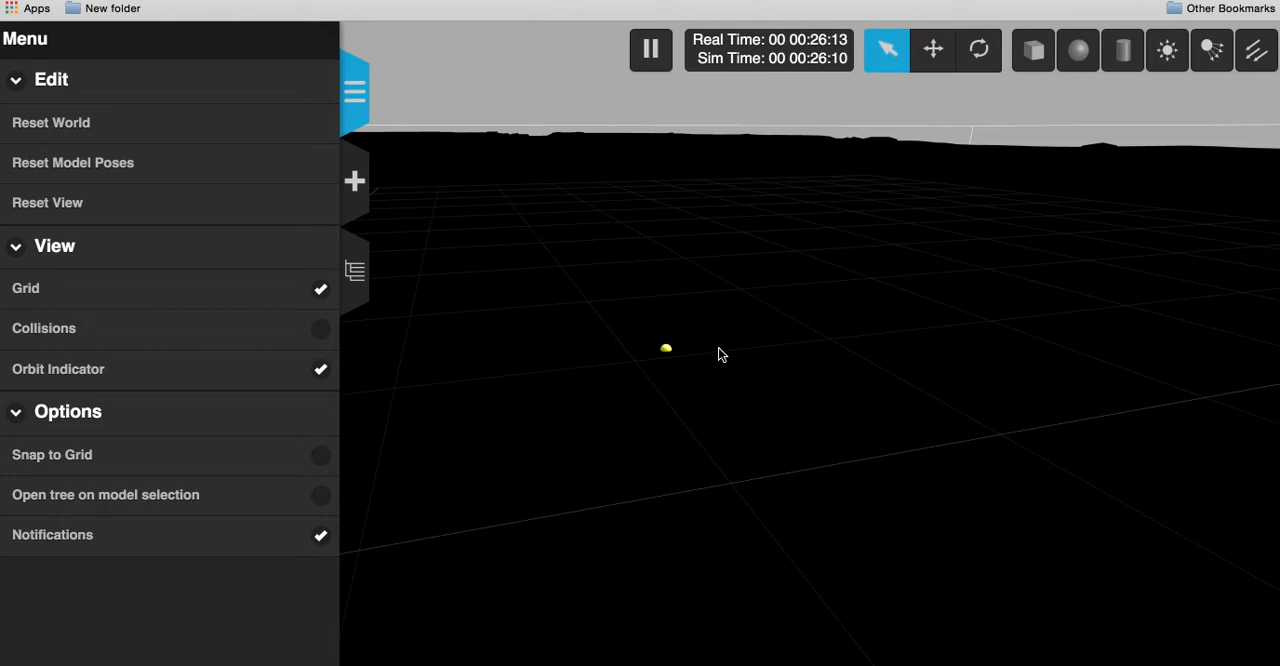 Apps New folder Other Bookmarks
Menu
Edit
Reset World
Reset Model Poses
Reset View
View
Grid
Collisions
Orbit Indicator
Options
Snap to Grid
Open tree on model selection
Notifications
Real Time: 00 00:26:13
Sim Time: 00 00:26:10